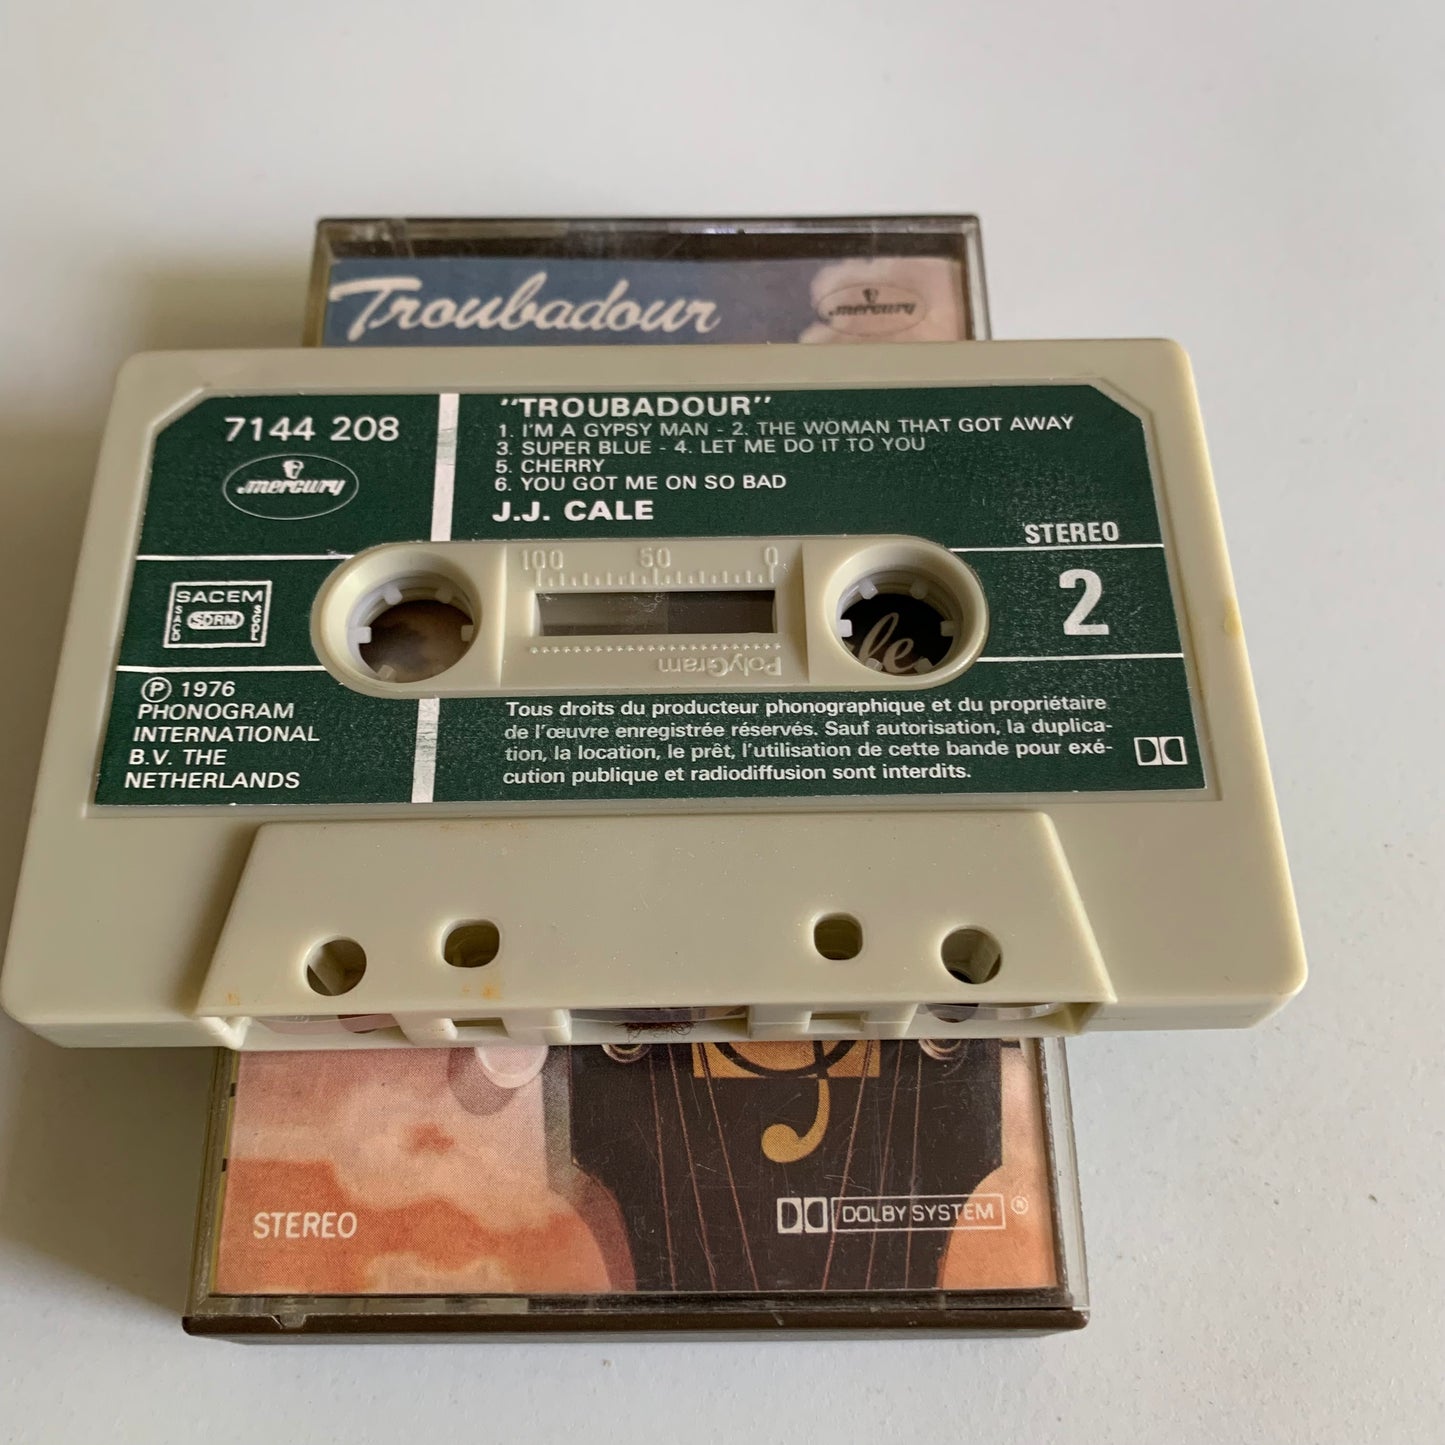 Troubadour
mercury
7144 208
mercury
"TROUBADOUR"
1. I'M A GYPSY MAN - 2. THE WOMAN THAT GOT AWAY
3. SUPER BLUE - 4. LET ME DO IT TO YOU
5. CHERRY
6. YOU GOT ME ON SO BAD
J.J. CALE
STEREO
2
100 50 0
PolyGram
le
SACEM
SACD SDRM SGDL
Ⓟ 1976
PHONOGRAM
INTERNATIONAL
B.V. THE
NETHERLANDS
Tous droits du producteur phonographique et du propriétaire
de l'œuvre enregistrée réservés. Sauf autorisation, la duplica-
tion, la location, le prêt, l'utilisation de cette bande pour exé-
cution publique et radiodiffusion sont interdits.
STEREO
DOLBY SYSTEM ®